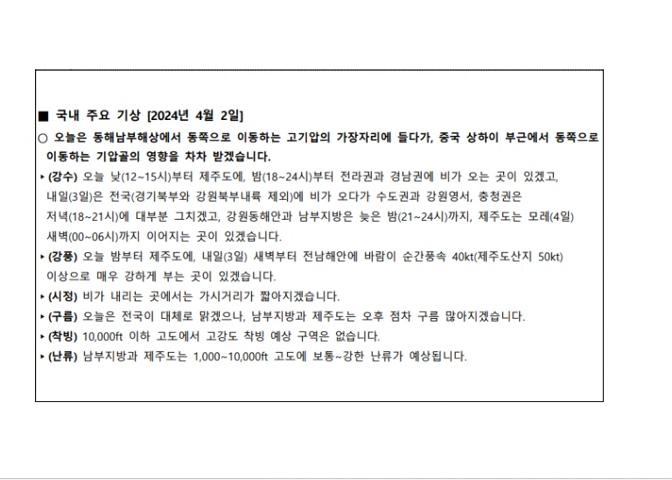 ■ 국내 주요 기상 [2024년 4월 2일]
○ 오늘은 동해남부해상에서 동쪽으로 이동하는 고기압의 가장자리에 들다가, 중국 상하이 부근에서 동쪽으로
이동하는 기압골의 영향을 차차 받겠습니다.
▸ (강수) 오늘 낮(12~15시)부터 제주도에, 밤(18~24시)부터 전라권과 경남권에 비가 오는 곳이 있겠고,
내일(3일)은 전국(경기북부와 강원북부내륙 제외)에 비가 오다가 수도권과 강원영서, 충청권은
저녁(18~21시)에 대부분 그치겠고, 강원동해안과 남부지방은 늦은 밤(21~24시)까지, 제주도는 모레(4일)
새벽(00~06시)까지 이어지는 곳이 있겠습니다.
▸ (강풍) 오늘 밤부터 제주도에, 내일(3일) 새벽부터 전남해안에 바람이 순간풍속 40kt(제주도산지 50kt)
이상으로 매우 강하게 부는 곳이 있겠습니다.
▸ (시정) 비가 내리는 곳에서는 가시거리가 짧아지겠습니다.
▸ (구름) 오늘은 전국이 대체로 맑겠으나, 남부지방과 제주도는 오후 점차 구름 많아지겠습니다.
▸ (착빙) 10,000ft 이하 고도에서 고강도 착빙 예상 구역은 없습니다.
▸ (난류) 남부지방과 제주도는 1,000~10,000ft 고도에 보통~강한 난류가 예상됩니다.